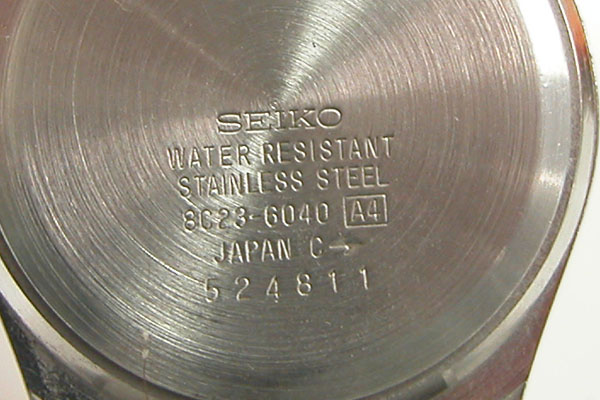 SEIKO
WATER RESISTANT
STAINLESS STEEL
8C23-6040 A4
JAPAN C→
524811